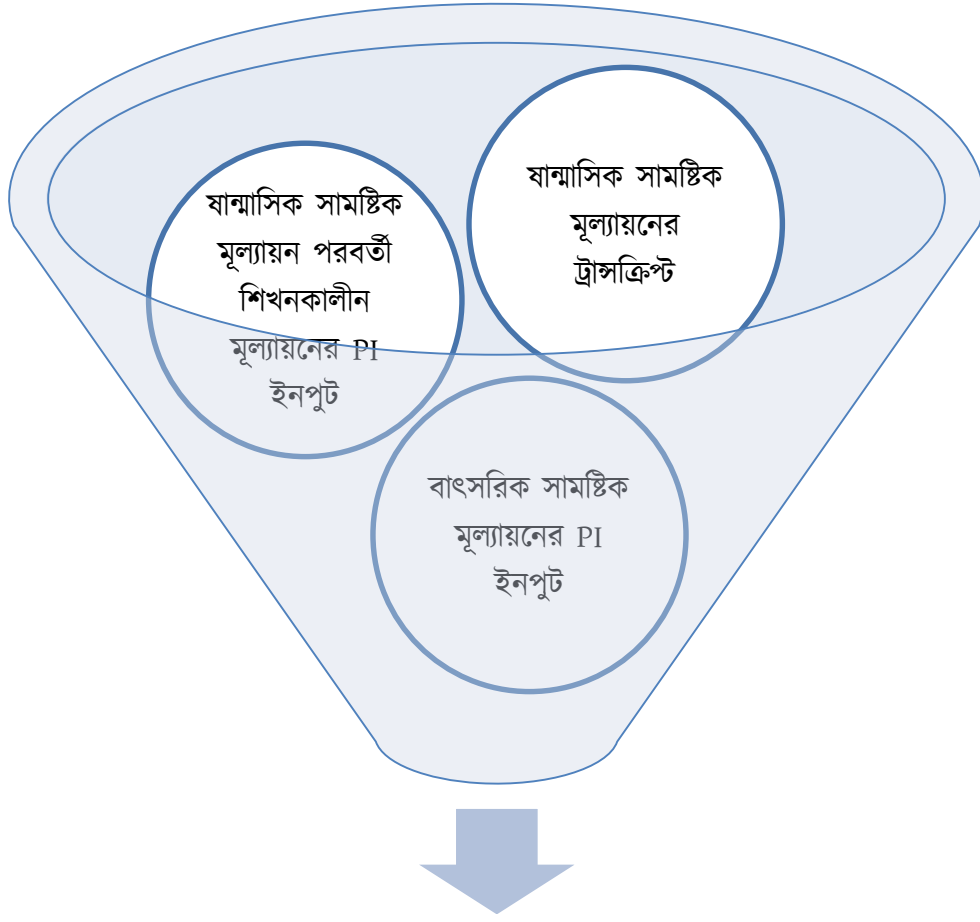 ষান্মাসিক সামষ্টিক
মূল্যায়ন পরবর্তী
শিখনকালীন
মূল্যায়নের PI
ইনপুট
ষান্মাসিক সামষ্টিক
মূল্যায়নের
ট্রান্সক্রিপ্ট
বাৎসরিক সামষ্টিক
মূল্যায়নের PI
ইনপুট